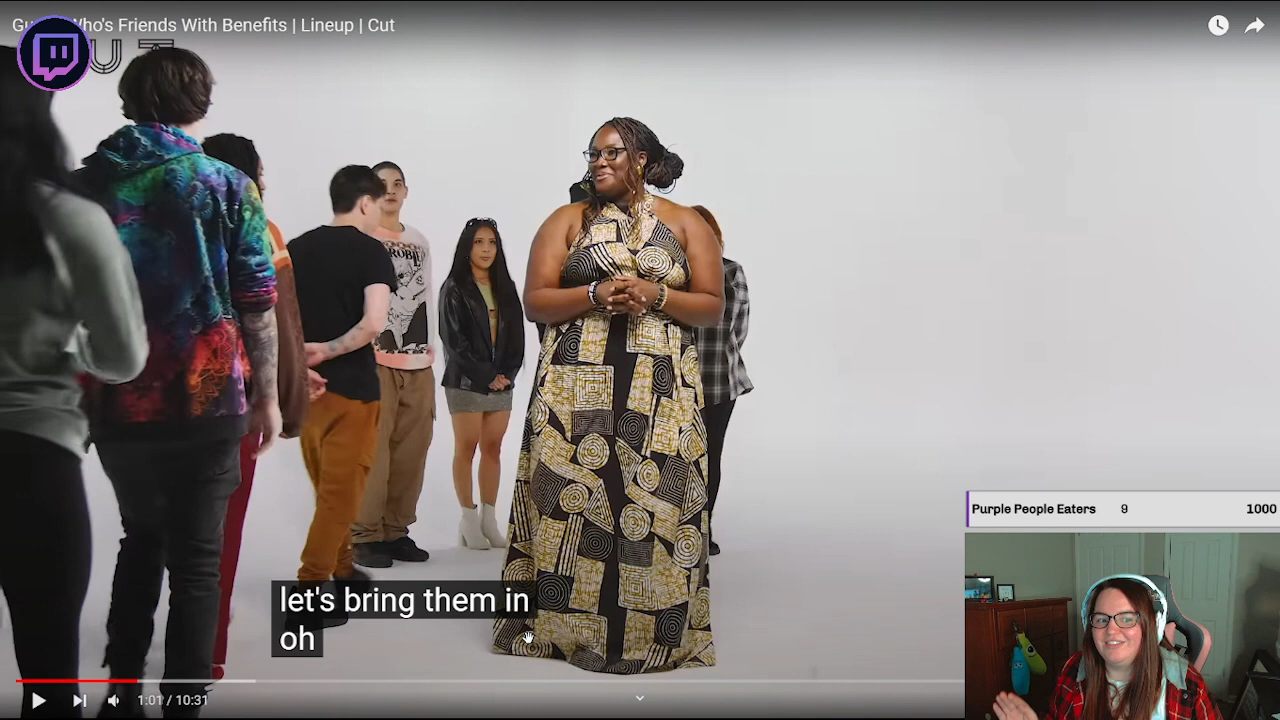 Who's Friends With Benefits | Lineup | Cut
let's bring them in
oh
Purple People Eaters 9 1000
1:01 / 10:31